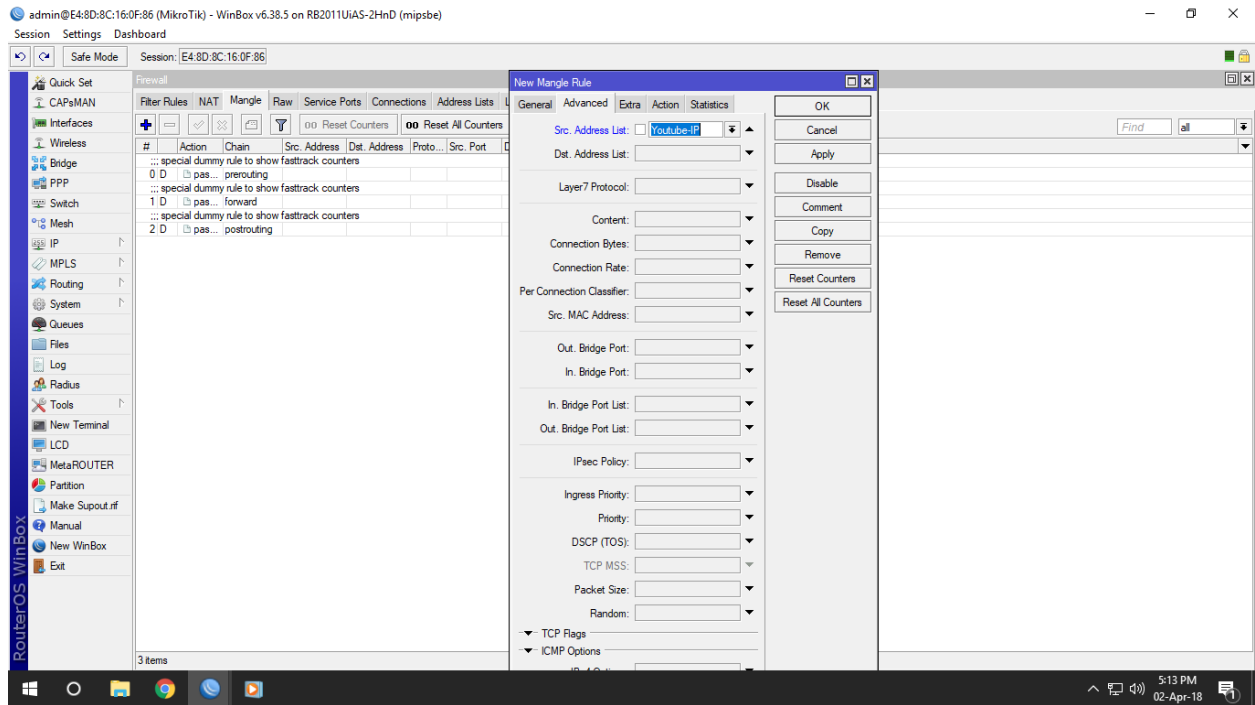 admin@E4:8D:8C:16:0F:86 (MikroTik) - WinBox v6.38.5 on RB2011UiAS-2HnD (mipsbe)
Session Settings Dashboard
Safe Mode Session: E4:8D:8C:16:0F:86
Quick Set
CAPsMAN
Interfaces
Wireless
Bridge
PPP
Switch
Mesh
IP
MPLS
Routing
System
Queues
Files
Log
Radius
Tools
New Terminal
LCD
MetaROUTER
Partition
Make Supout.rif
Manual
New WinBox
Exit
RouterOS WinBox
Firewall
Filter Rules NAT Mangle Raw Service Ports Connections Address Lists
00 Reset Counters 00 Reset All Counters
Find all
# Action Chain Src. Address Dst. Address Proto... Src. Port
;;; special dummy rule to show fasttrack counters
0 D pas... prerouting
;;; special dummy rule to show fasttrack counters
1 D pas... forward
;;; special dummy rule to show fasttrack counters
2 D pas... postrouting
3 items
New Mangle Rule
General Advanced Extra Action Statistics
Src. Address List: Youtube-IP
Dst. Address List:
Layer7 Protocol:
Content:
Connection Bytes:
Connection Rate:
Per Connection Classifier:
Src. MAC Address:
Out. Bridge Port:
In. Bridge Port:
In. Bridge Port List:
Out. Bridge Port List:
IPsec Policy:
Ingress Priority:
Priority:
DSCP (TOS):
TCP MSS:
Packet Size:
Random:
TCP Flags
ICMP Options
OK
Cancel
Apply
Disable
Comment
Copy
Remove
Reset Counters
Reset All Counters
5:13 PM
02-Apr-18
1